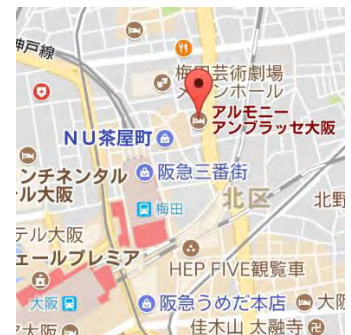 神戸線
梅田芸術劇場
メインホール
アルモニー
アンブラッセ大阪
NU茶屋町
ンチネンタル
ル大阪
阪急三番街
北区
北野
梅田
テル大阪
ェールプレミア
HEP FIVE観覧車
大阪
阪急うめだ本店
大阪
ア大阪
佐木山 太融寺